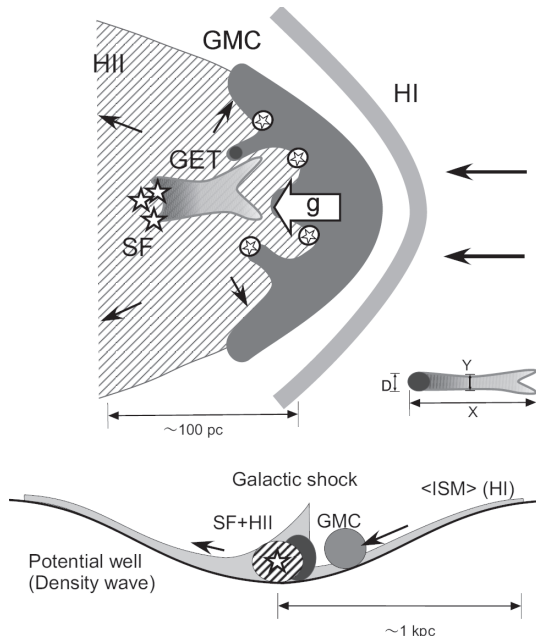 GMC
HII
HI
GET
g
SF
Y
D
X
～100 pc
Galactic shock
<ISM> (HI)
SF+HII
GMC
Potential well
(Density wave)
～1 kpc